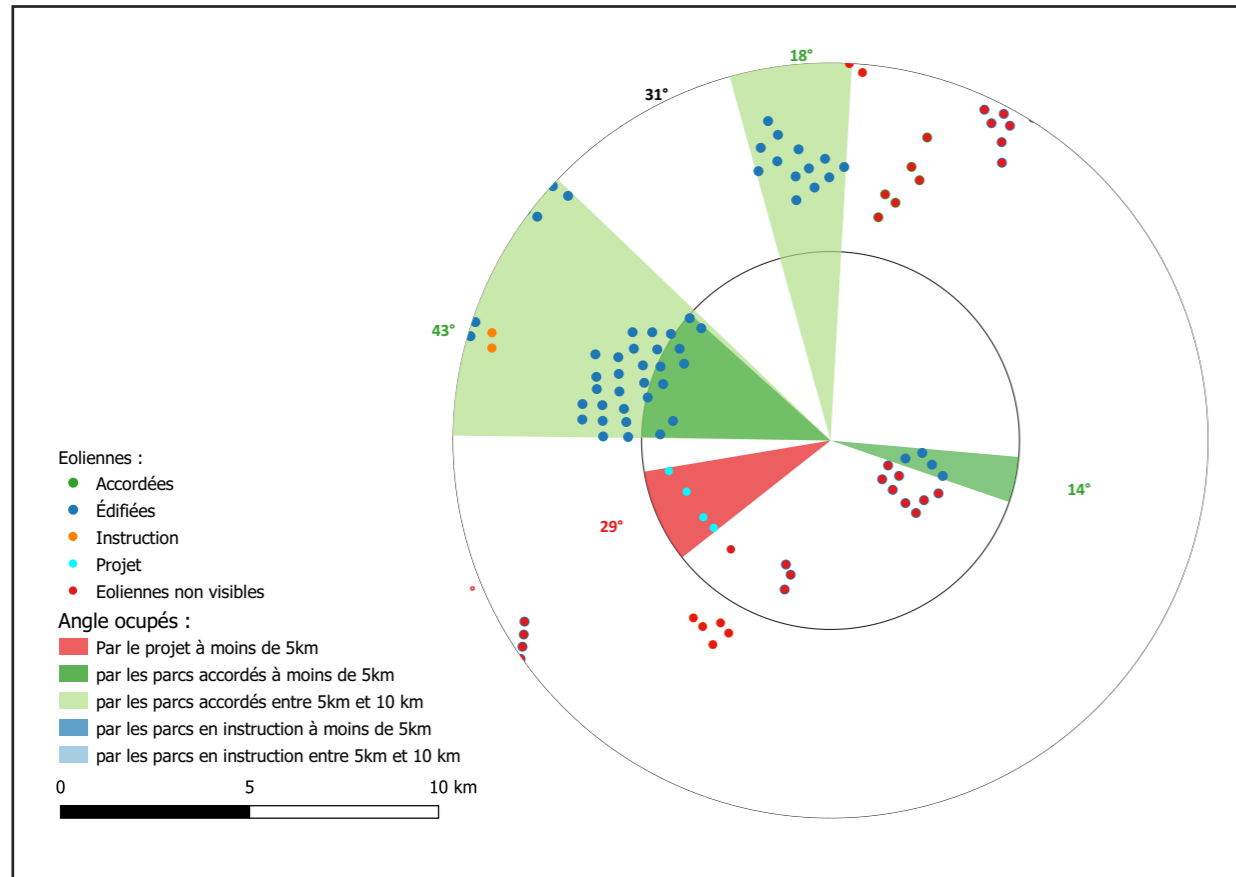 18°
31°
43°
14°
29°
Eoliennes :
Accordées
Édifiées
Instruction
Projet
Eoliennes non visibles
Angle ocupés :
Par le projet à moins de 5km
par les parcs accordés à moins de 5km
par les parcs accordés entre 5km et 10 km
par les parcs en instruction à moins de 5km
par les parcs en instruction entre 5km et 10 km
0 5 10 km